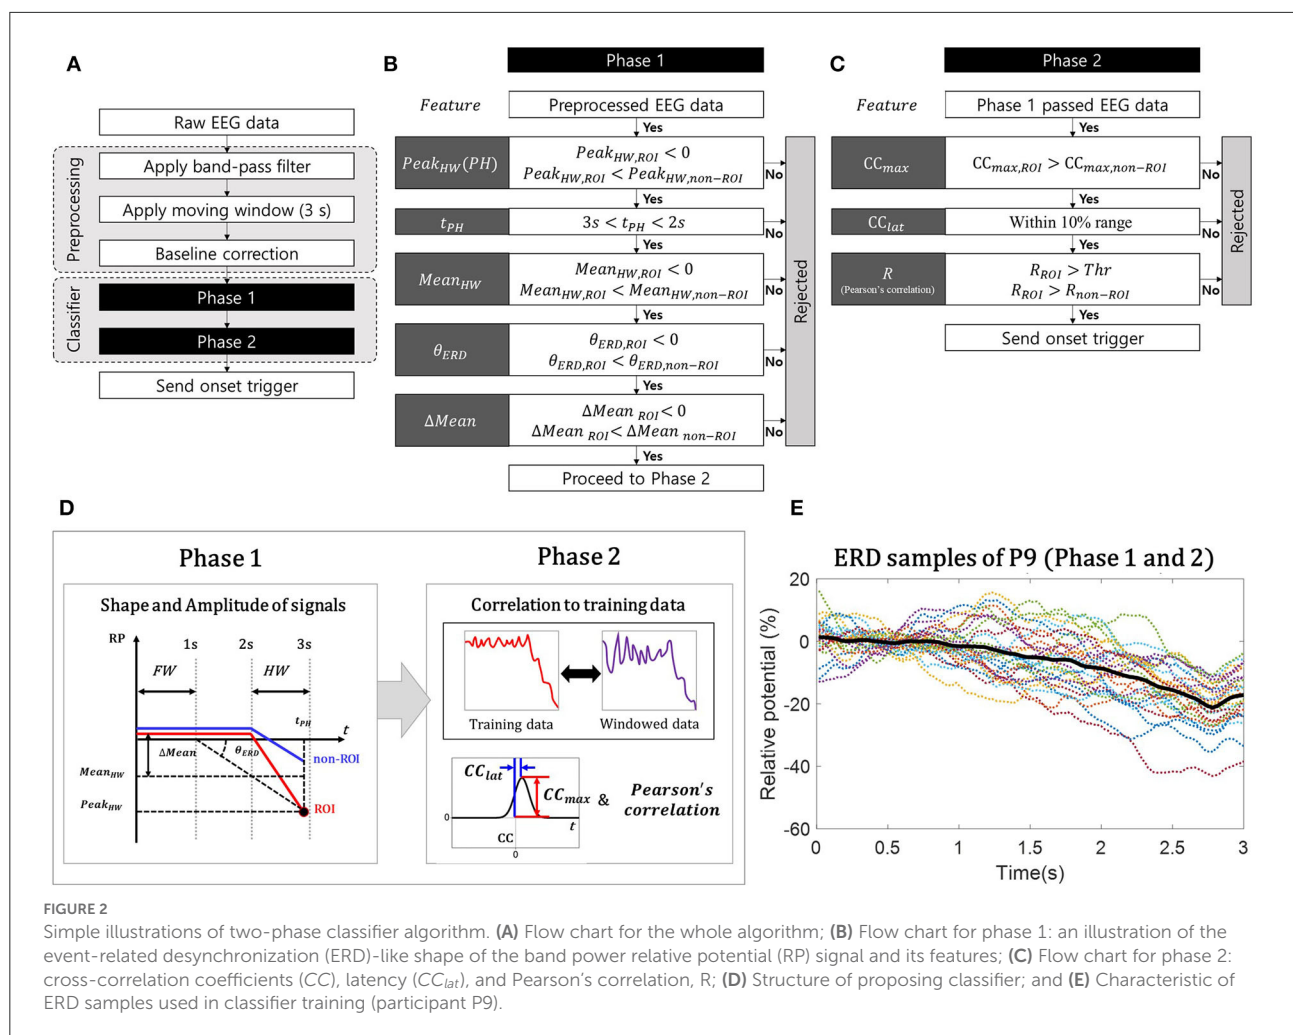 A
Raw EEG data
Preprocessing
Apply band-pass filter
Apply moving window (3 s)
Baseline correction
Classifier
Phase 1
Phase 2
Send onset trigger
B
Phase 1
Feature
Preprocessed EEG data
Yes
Peak_HW(PH)
Peak_HW,ROI < 0
Peak_HW,ROI < Peak_HW,non−ROI
No
Yes
t_PH
3s < t_PH < 2s
No
Yes
Mean_HW
Mean_HW,ROI < 0
Mean_HW,ROI < Mean_HW,non−ROI
No
Yes
θ_ERD
θ_ERD,ROI < 0
θ_ERD,ROI < θ_ERD,non−ROI
No
Yes
ΔMean
ΔMean _ROI < 0
ΔMean _ROI < ΔMean _non−ROI
No
Yes
Proceed to Phase 2
Rejected
C
Phase 2
Feature
Phase 1 passed EEG data
Yes
CC_max
CC_max,ROI > CC_max,non−ROI
No
Yes
CC_lat
Within 10% range
No
Yes
R
(Pearson's correlation)
R_ROI > Thr
R_ROI > R_non−ROI
No
Yes
Send onset trigger
Rejected
D
Phase 1
Shape and Amplitude of signals
RP
1s
2s
3s
FW
HW
t_PH
t
ΔMean
θ_ERD
non-ROI
Mean_HW
Peak_HW
ROI
Phase 2
Correlation to training data
Training data
Windowed data
CC_lat
CC_max
&
Pearson's
correlation
0
t
CC
0
E
ERD samples of P9 (Phase 1 and 2)
Relative potential (%)
20
0
-20
-40
-60
0
0.5
1
1.5
2
2.5
3
Time(s)
FIGURE 2
Simple illustrations of two-phase classifier algorithm. (A) Flow chart for the whole algorithm; (B) Flow chart for phase 1: an illustration of the
event-related desynchronization (ERD)-like shape of the band power relative potential (RP) signal and its features; (C) Flow chart for phase 2:
cross-correlation coefficients (CC), latency (CC_lat), and Pearson's correlation, R; (D) Structure of proposing classifier; and (E) Characteristic of
ERD samples used in classifier training (participant P9).